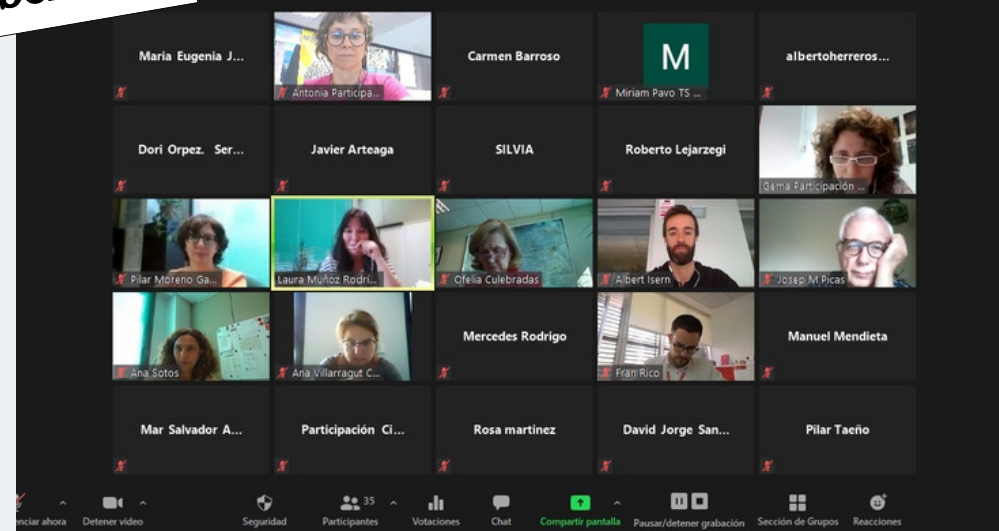 Maria Eugenia J...
Antonia Participa...
Carmen Barroso
M
Miriam Pavo TS ...
albertoherreros...
Dori Orpez. Ser...
Javier Arteaga
SILVIA
Roberto Lejarzegi
Gema Participación ...
Pilar Moreno Ga...
Laura Muñoz Rodrí...
Ofelia Culebradas
Albert Isern
Josep M Picas
Ana Sotos
Ana Villarragut C...
Mercedes Rodrigo
Fran Rico
Manuel Mendieta
Mar Salvador A...
Participación Ci...
Rosa martinez
David Jorge San...
Pilar Taeño
enciar ahora
Detener video
Seguridad
35
Participantes
Votaciones
Chat
Compartir pantalla
Pausar/detener grabación
Sección de Grupos
Reacciones